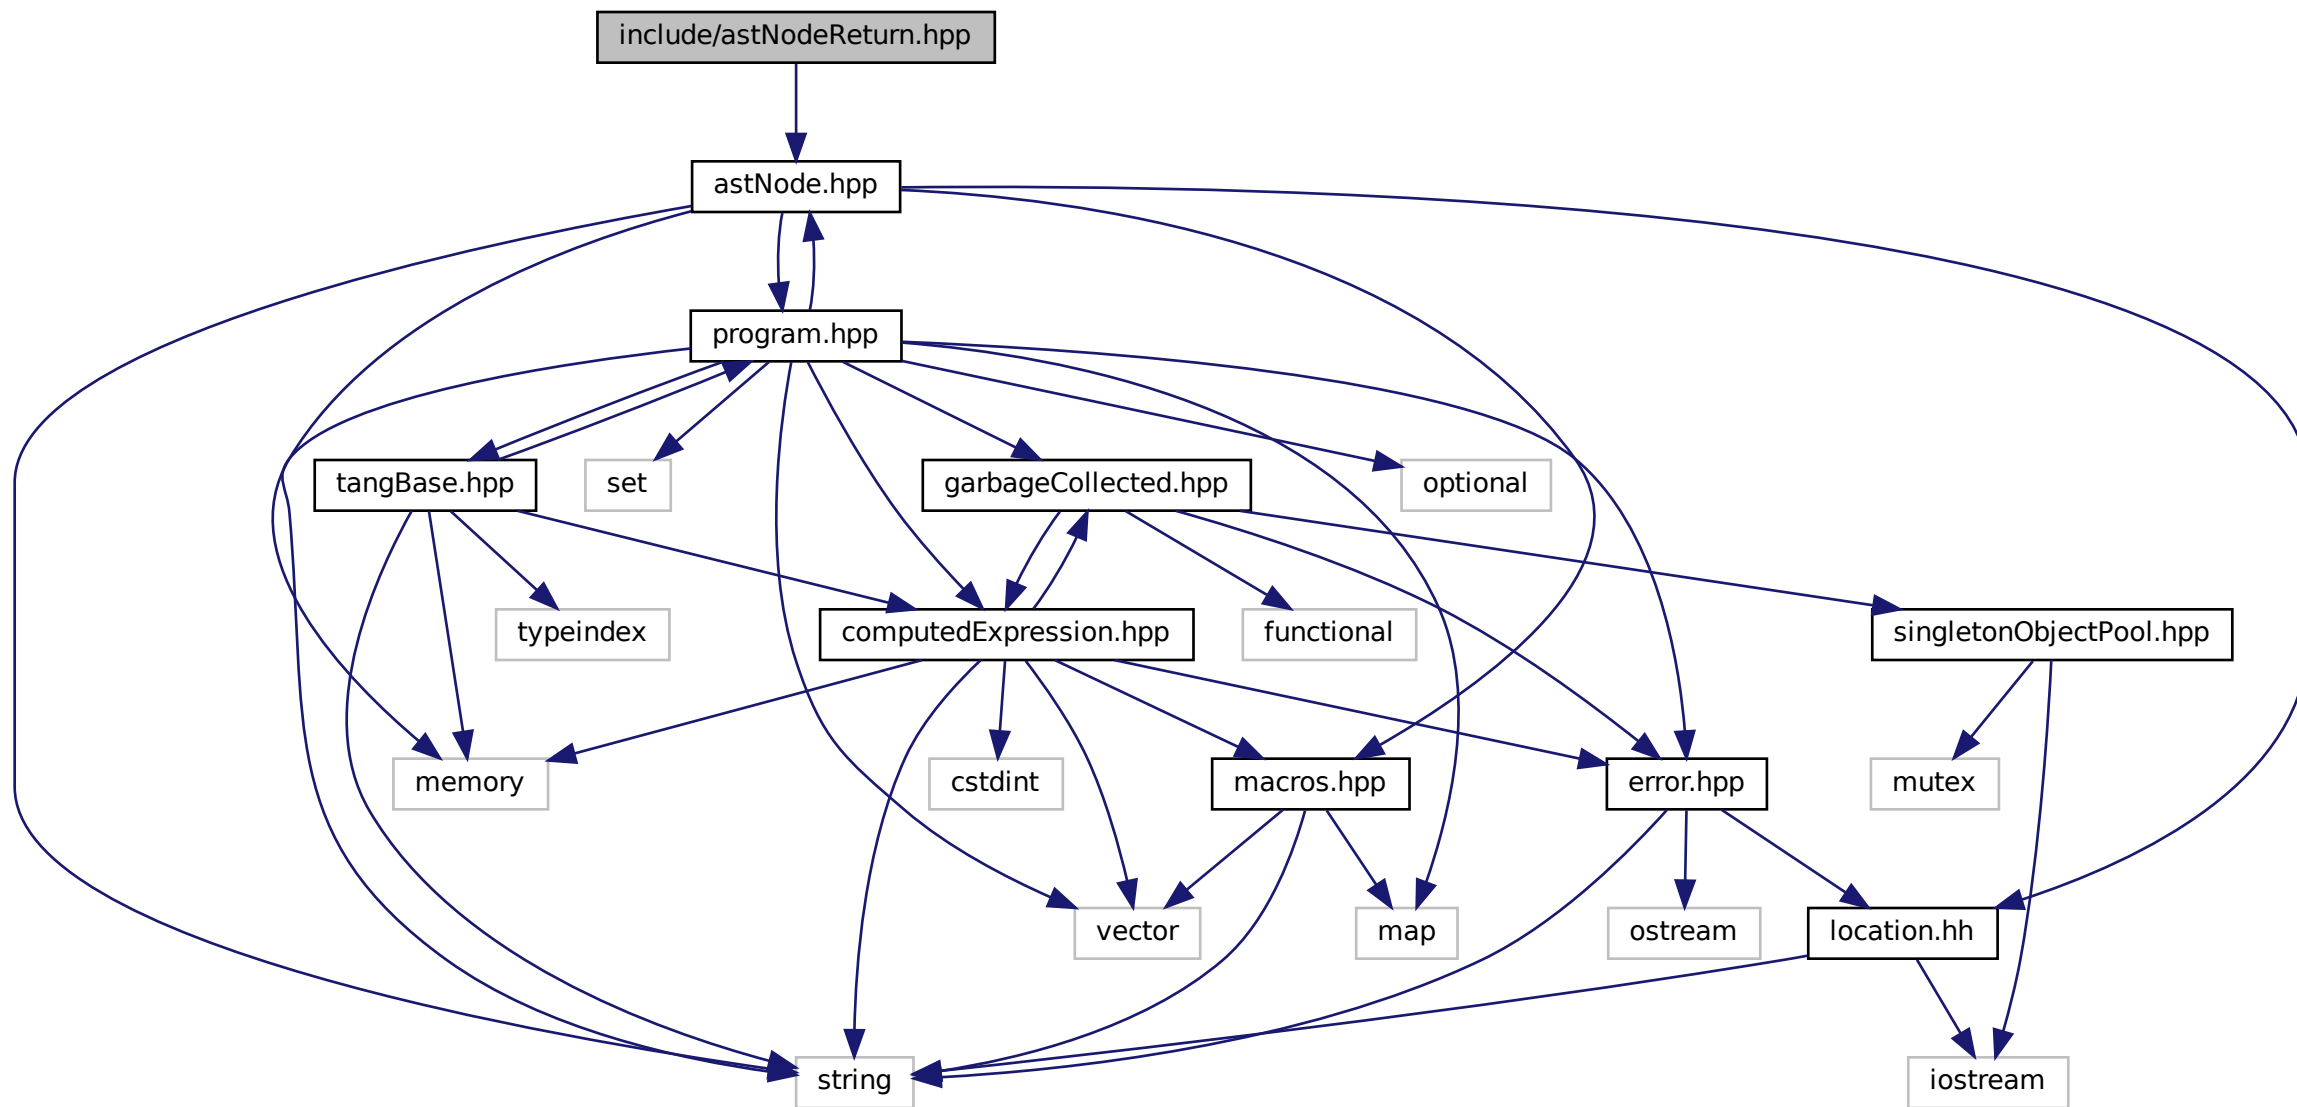 include/astNodeReturn.hpp
astNode.hpp
program.hpp
tangBase.hpp
set
garbageCollected.hpp
optional
typeindex
computedExpression.hpp
functional
singletonObjectPool.hpp
memory
cstdint
macros.hpp
error.hpp
mutex
vector
map
ostream
location.hh
string
iostream